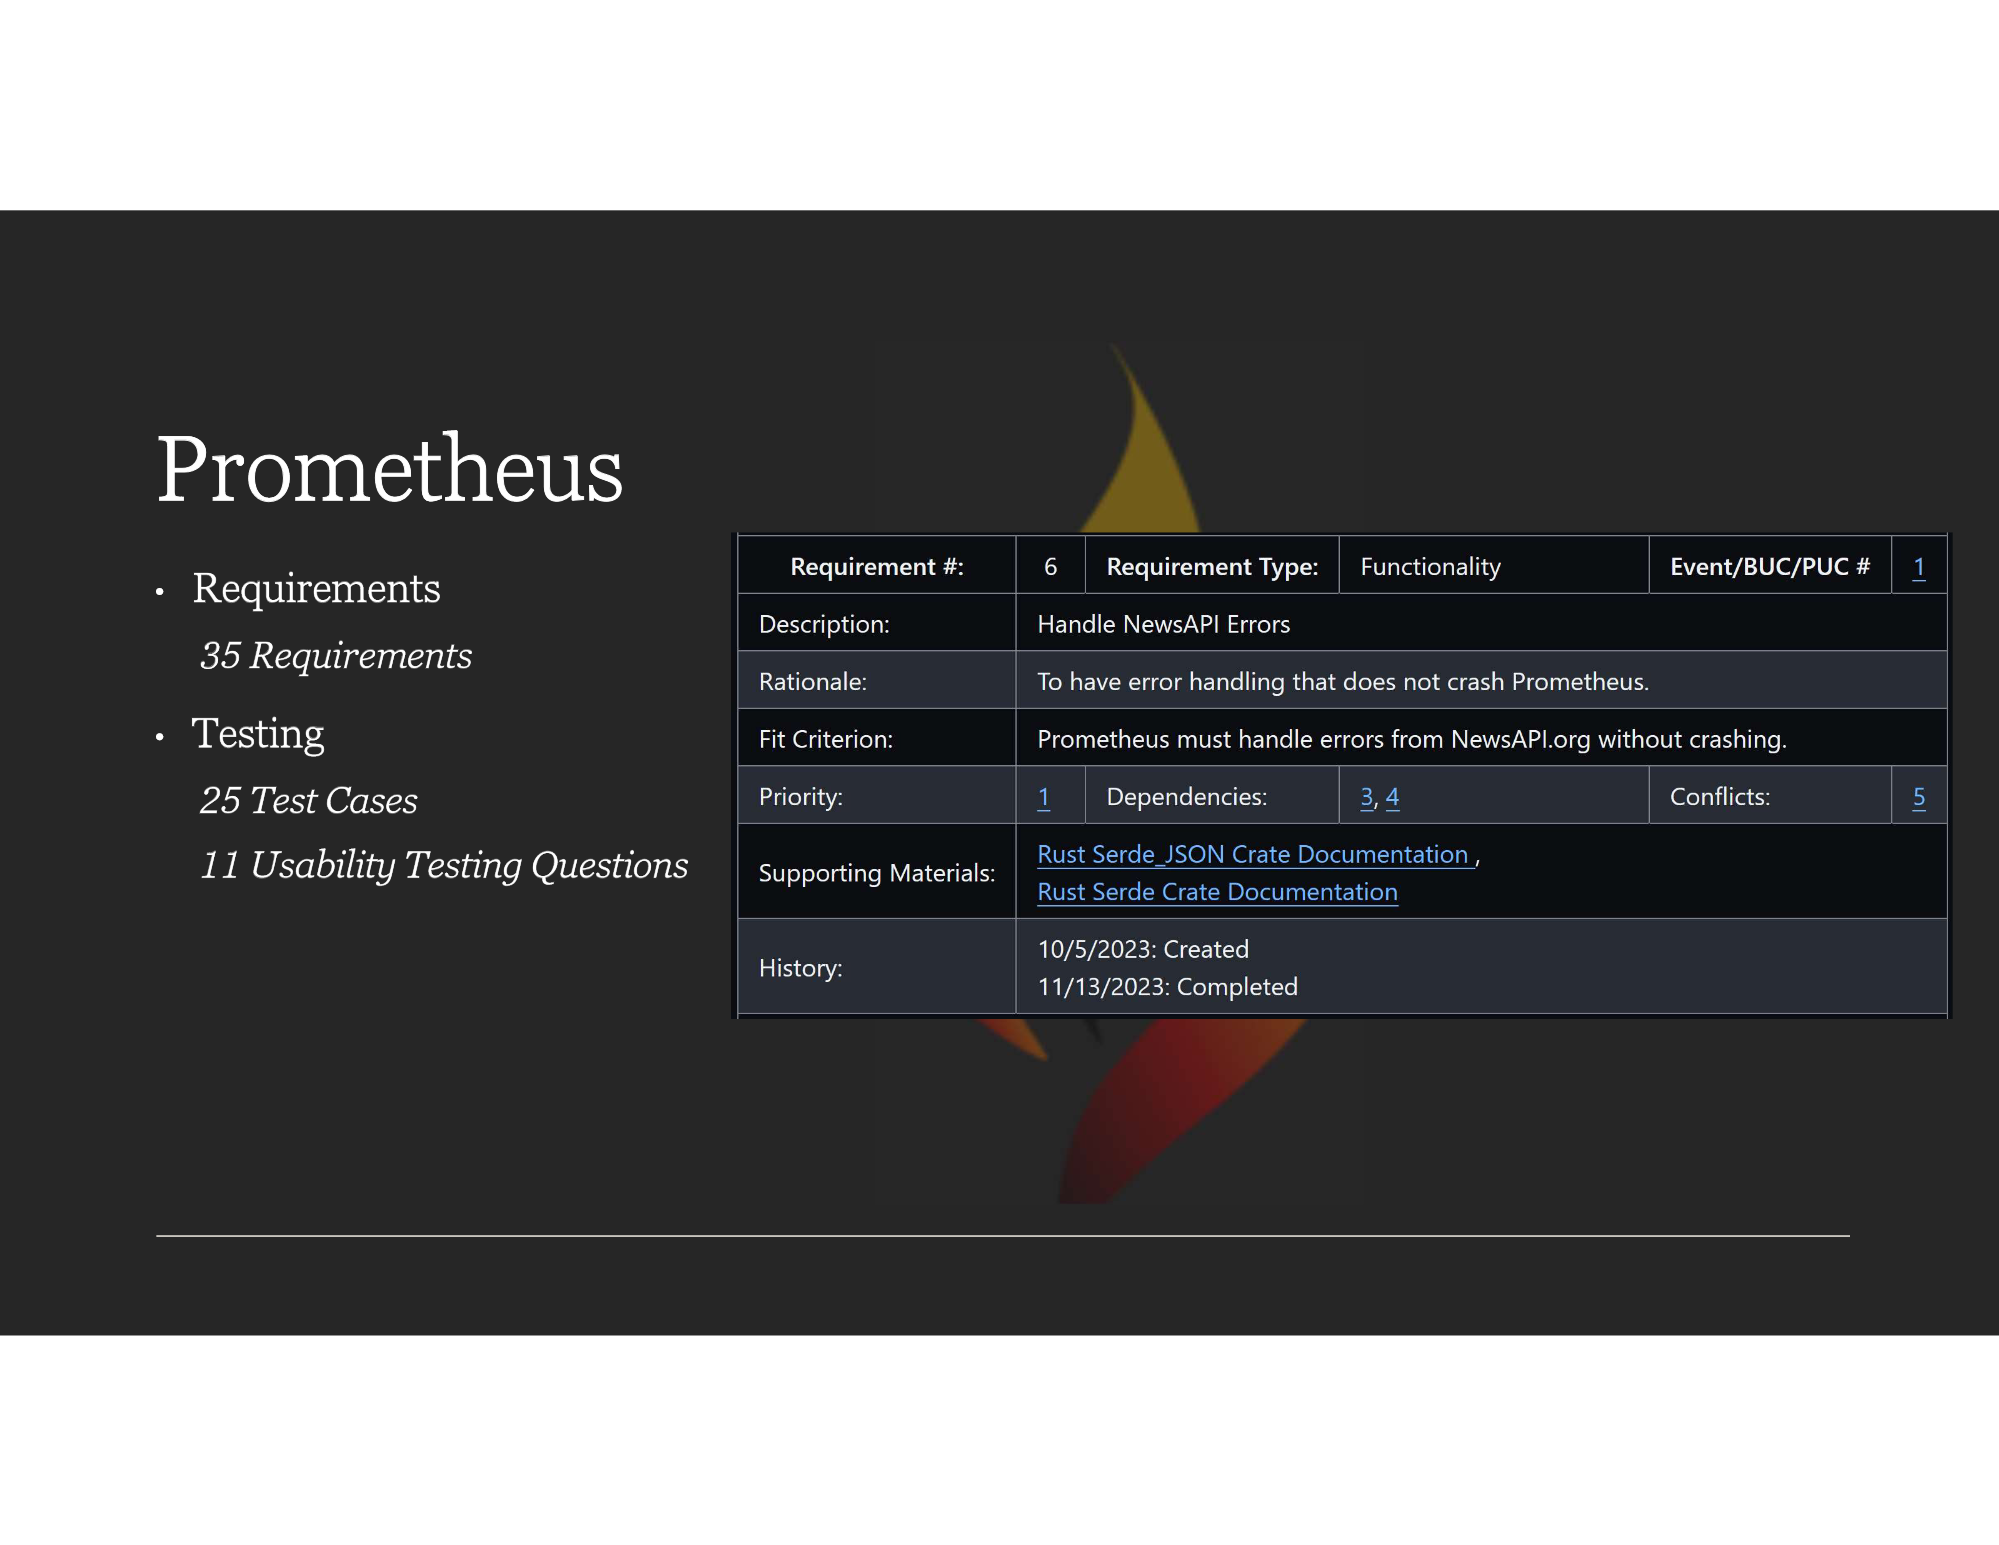 Prometheus
• Requirements
35 Requirements
• Testing
25 Test Cases
11 Usability Testing Questions
Requirement #: 6 Requirement Type: Functionality Event/BUC/PUC # 1
Description: Handle NewsAPI Errors
Rationale: To have error handling that does not crash Prometheus.
Fit Criterion: Prometheus must handle errors from NewsAPI.org without crashing.
Priority: 1 Dependencies: 3, 4 Conflicts: 5
Supporting Materials: Rust Serde_JSON Crate Documentation ,
Rust Serde Crate Documentation
History: 10/5/2023: Created
11/13/2023: Completed